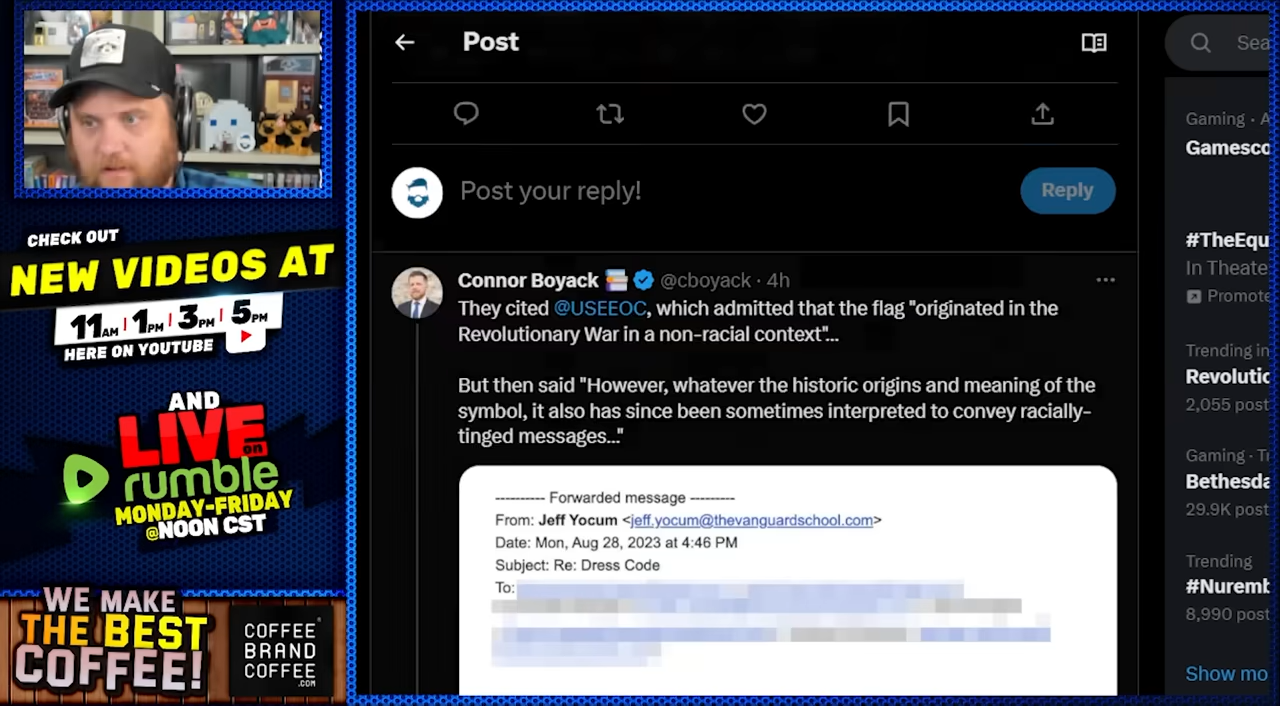 CHECK OUT
NEW VIDEOS AT
11AM | 1PM | 3PM | 5PM
HERE ON YOUTUBE
AND
LIVE on
rumble
MONDAY-FRIDAY
@NOON CST
WE MAKE
THE BEST
COFFEE!
COFFEE
BRAND
COFFEE
.COM
Post
Post your reply!
Reply
Connor Boyack @cboyack · 4h
They cited @USEEOC, which admitted that the flag "originated in the
Revolutionary War in a non-racial context"...
But then said "However, whatever the historic origins and meaning of the
symbol, it also has since been sometimes interpreted to convey racially-
tinged messages..."
---------- Forwarded message ---------
From: Jeff Yocum <jeff.yocum@thevanguardschool.com>
Date: Mon, Aug 28, 2023 at 4:46 PM
Subject: Re: Dress Code
To:
Sea
Gaming · A
Gamesco
#TheEqu
In Theate
Promote
Trending in
Revolutic
2,055 post
Gaming · Tr
Bethesda
29.9K post
Trending
#Nuremb
8,990 post
Show mo